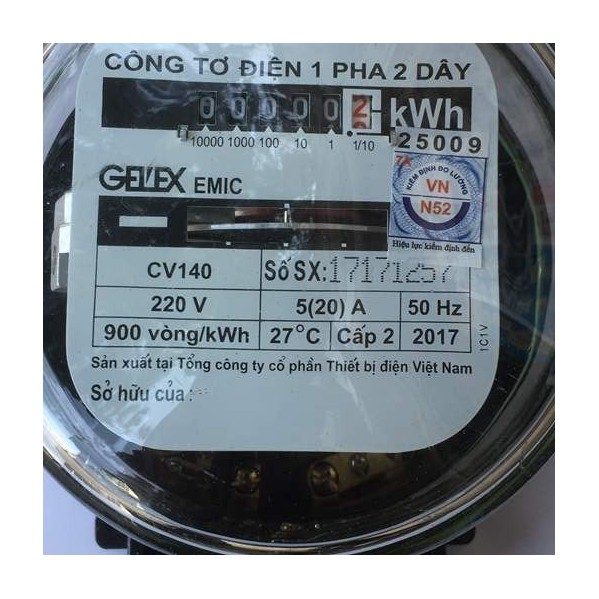 CÔNG TƠ ĐIỆN 1 PHA 2 DÂY
0 0 0 0 0 2 kWh
10000 1000 100 10 1 1/10
25009
KIỂM ĐỊNH ĐO LƯỜNG
VN
N52
Hiệu lực kiểm định đến
GELEX EMIC
CV140 Số SX: 17171257
220 V 5(20) A 50 Hz
900 vòng/kWh 27°C Cấp 2 2017
1C1V
Sản xuất tại Tổng công ty cổ phần Thiết bị điện Việt Nam
Sở hữu của :